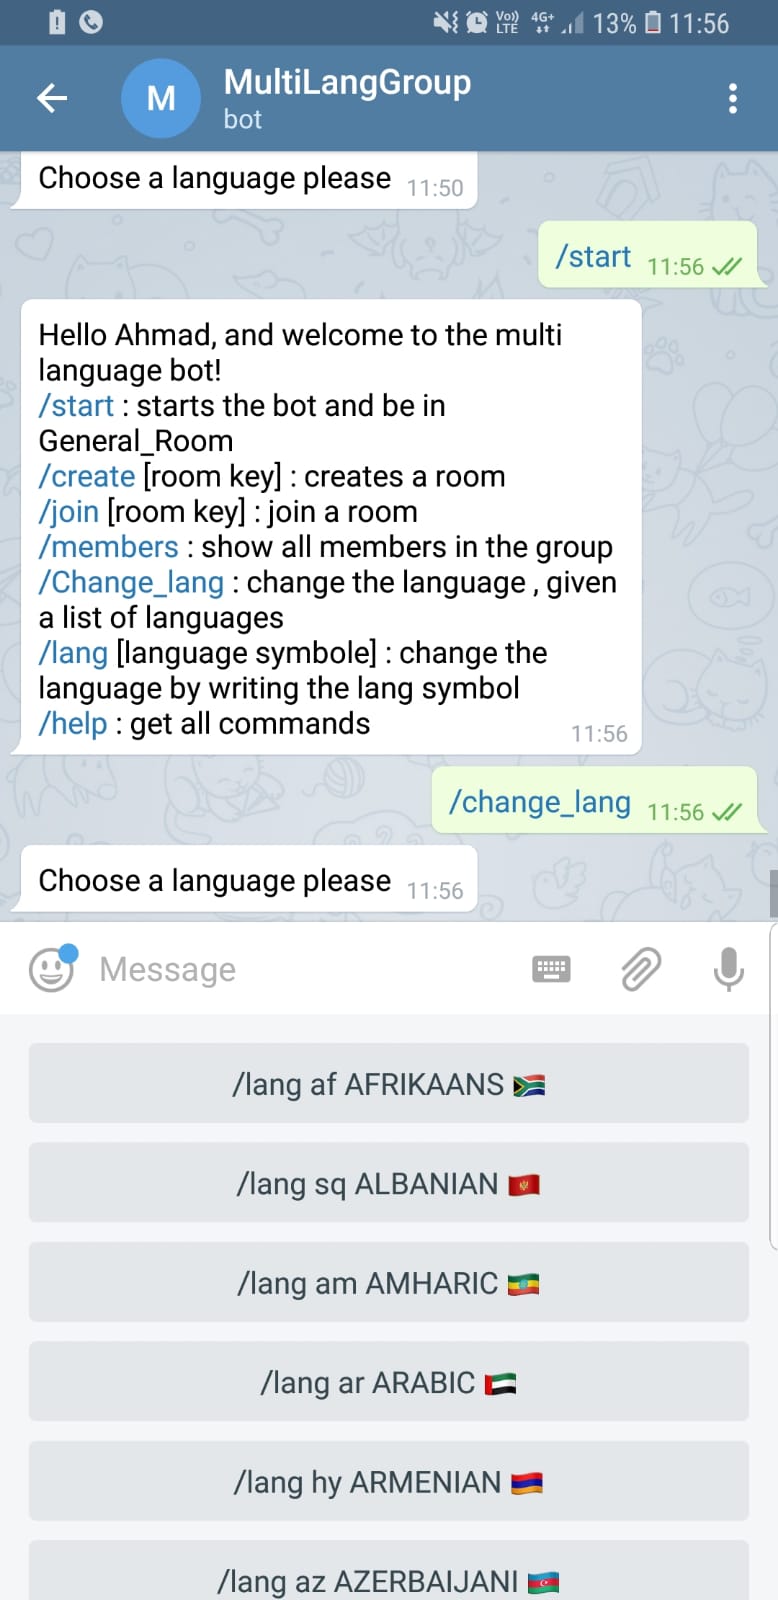 Vo)) 4G+ 13% 11:56
LTE
M
MultiLangGroup
bot
Choose a language please 11:50
/start 11:56
Hello Ahmad, and welcome to the multi
language bot!
/start : starts the bot and be in
General_Room
/create [room key] : creates a room
/join [room key] : join a room
/members : show all members in the group
/Change_lang : change the language , given
a list of languages
/lang [language symbole] : change the
language by writing the lang symbol
/help : get all commands 11:56
/change_lang 11:56
Choose a language please 11:56
Message
/lang af AFRIKAANS
/lang sq ALBANIAN
/lang am AMHARIC
/lang ar ARABIC
/lang hy ARMENIAN
/lang az AZERBAIJANI